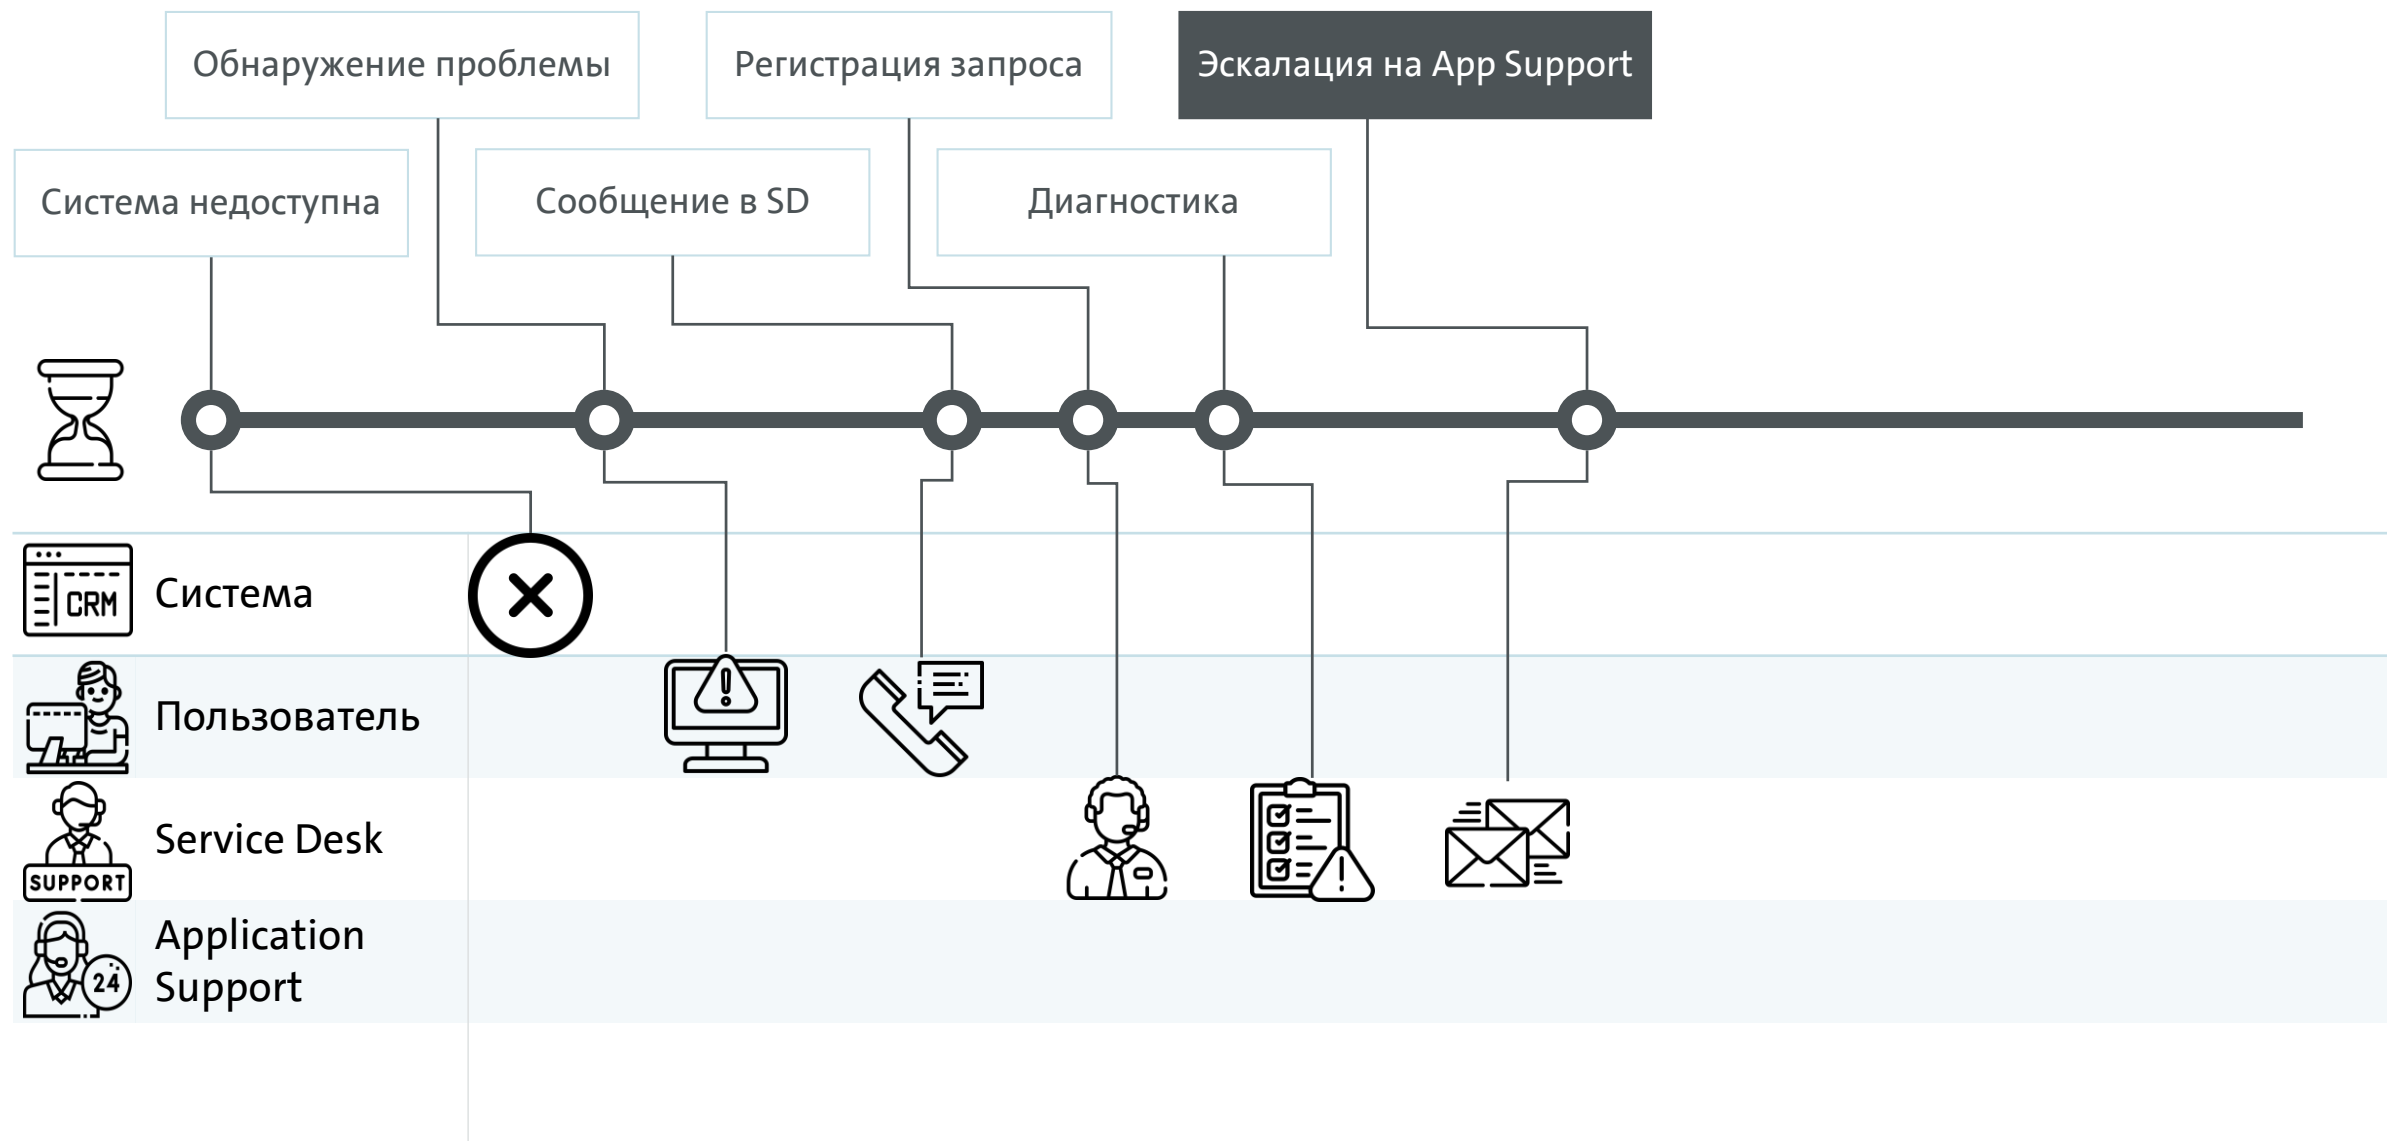 Обнаружение проблемы
Регистрация запроса
Эскалация на App Support
Система недоступна
Сообщение в SD
Диагностика
CRM
Система
Пользователь
Service Desk
SUPPORT
Application
Support
24